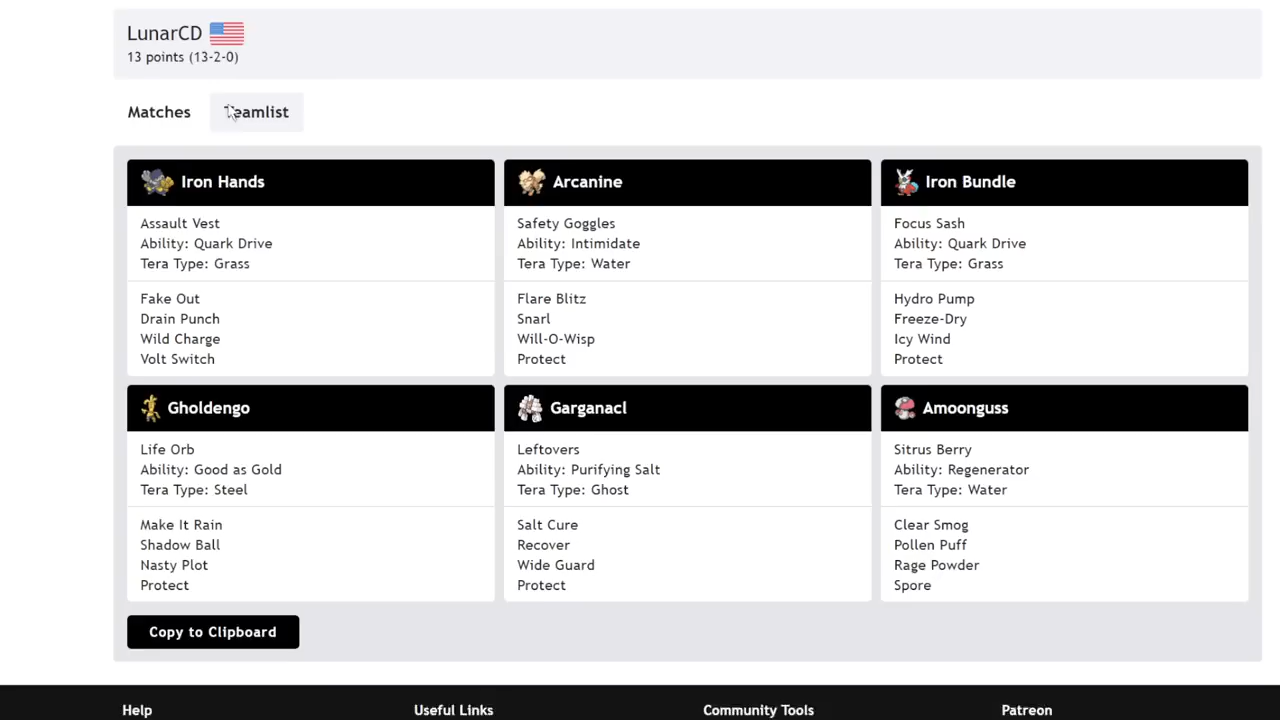 LunarCD
13 points (13-2-0)
Matches
Teamlist
Iron Hands
Assault Vest
Ability: Quark Drive
Tera Type: Grass
Fake Out
Drain Punch
Wild Charge
Volt Switch
Arcanine
Safety Goggles
Ability: Intimidate
Tera Type: Water
Flare Blitz
Snarl
Will-O-Wisp
Protect
Iron Bundle
Focus Sash
Ability: Quark Drive
Tera Type: Grass
Hydro Pump
Freeze-Dry
Icy Wind
Protect
Gholdengo
Life Orb
Ability: Good as Gold
Tera Type: Steel
Make It Rain
Shadow Ball
Nasty Plot
Protect
Garganacl
Leftovers
Ability: Purifying Salt
Tera Type: Ghost
Salt Cure
Recover
Wide Guard
Protect
Amoonguss
Sitrus Berry
Ability: Regenerator
Tera Type: Water
Clear Smog
Pollen Puff
Rage Powder
Spore
Copy to Clipboard
Help
Useful Links
Community Tools
Patreon